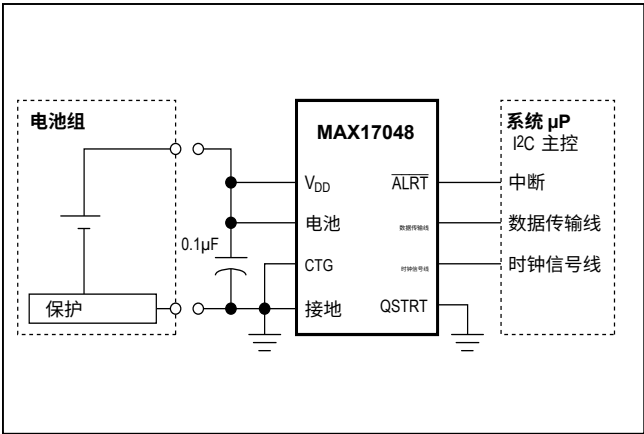 电池组
保护
0.1µF
MAX17048
VDD
电池
CTG
接地
ALRT
数据传输线
时钟信号线
QSTRT
系统 µP
I2C 主控
中断
数据传输线
时钟信号线